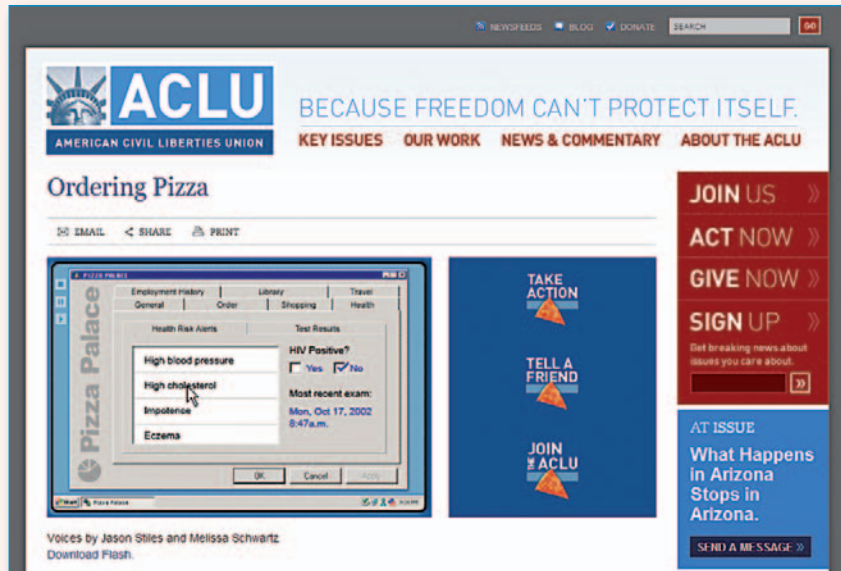 NEWSFEEDS BLOG DONATE SEARCH GO
ACLU
AMERICAN CIVIL LIBERTIES UNION
BECAUSE FREEDOM CAN'T PROTECT ITSELF.
KEY ISSUES OUR WORK NEWS & COMMENTARY ABOUT THE ACLU
Ordering Pizza
EMAIL SHARE PRINT
PIZZA PALACE
Pizza Palace
Employment History Library Travel
General Order Shopping Health
Health Risk Alerts Test Results
High blood pressure
High cholesterol
Impotence
Eczema
HIV Positive?
Yes No
Most recent exam:
Mon, Oct 17, 2002
8:47a.m.
OK Cancel Apply
Start Pizza Palace
TAKE
ACTION
TELL A
FRIEND
JOIN
THE ACLU
Voices by Jason Stiles and Melissa Schwartz
Download Flash.
JOIN US »
ACT NOW »
GIVE NOW »
SIGN UP »
Get breaking news about
issues you care about.
»
AT ISSUE
What Happens
in Arizona
Stops in
Arizona.
SEND A MESSAGE »